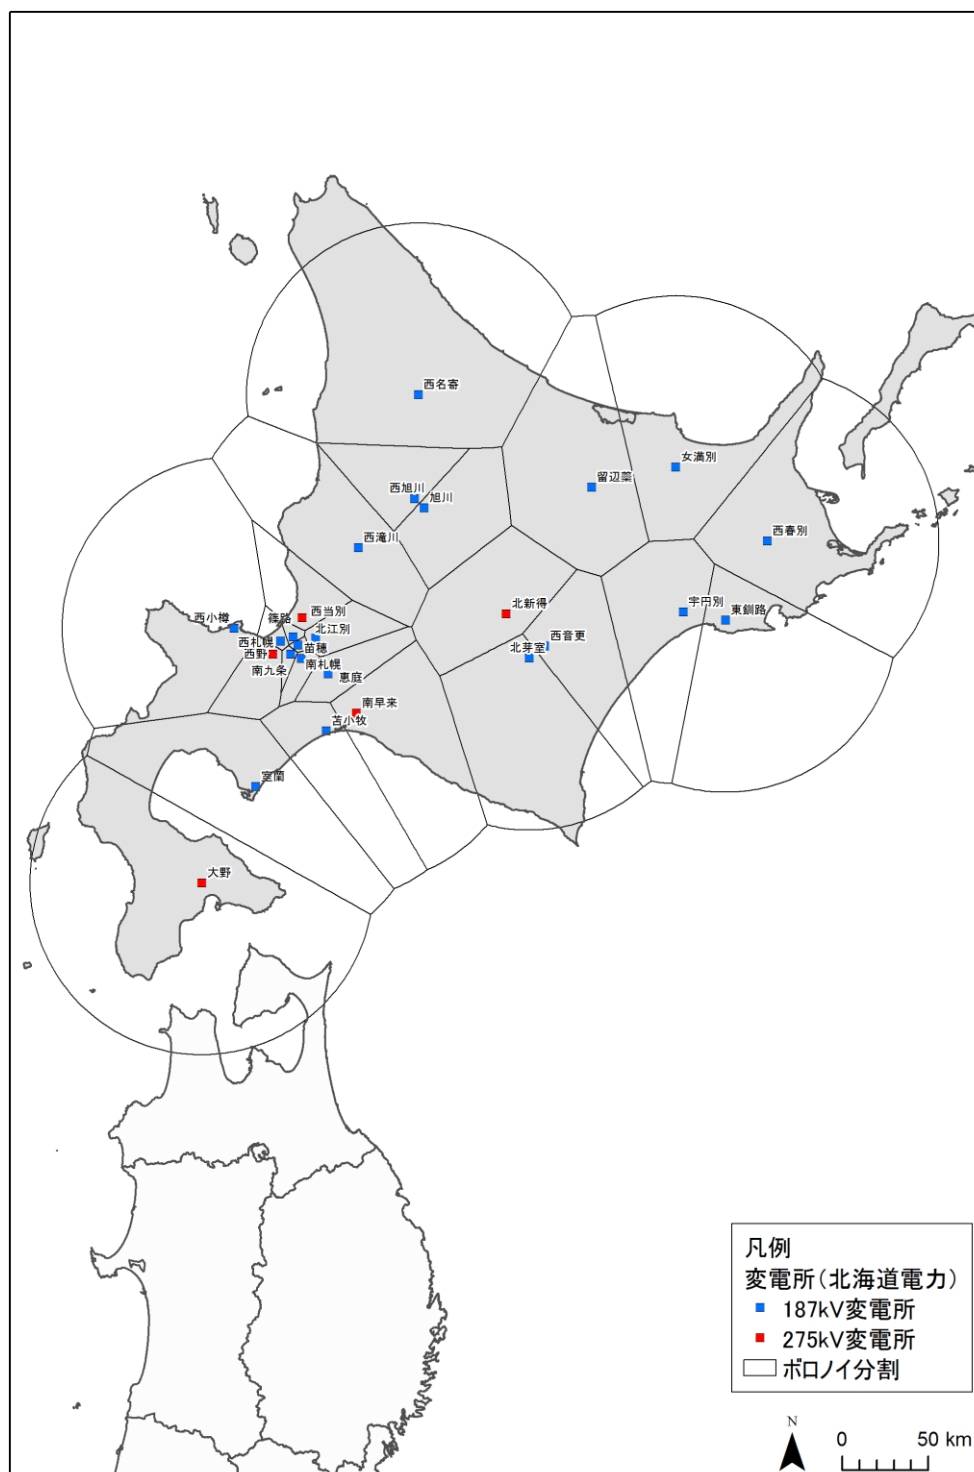 西名寄
女満別
留辺蘂
西旭川
旭川
西春別
西滝川
北新得
宇円別
東釧路
西当別
篠路
西小樽
北江別
西札幌
苗穂
西音更
北芽室
西野
南札幌
南九条
恵庭
南早来
苫小牧
室蘭
大野
凡例
変電所(北海道電力)
187kV変電所
275kV変電所
ボロノイ分割
N
0 50 km